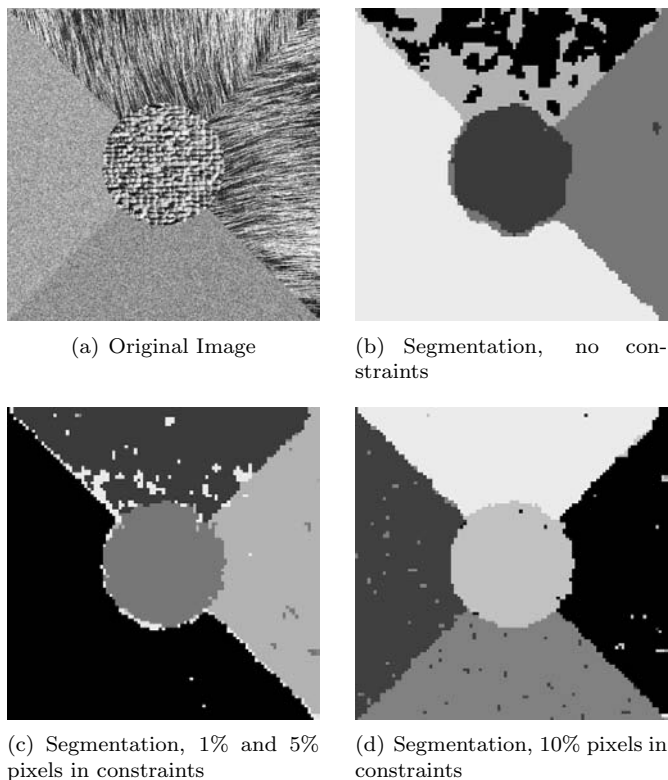 (a) Original Image
(b) Segmentation, no con-
straints
(c) Segmentation, 1% and 5%
pixels in constraints
(d) Segmentation, 10% pixels in
constraints